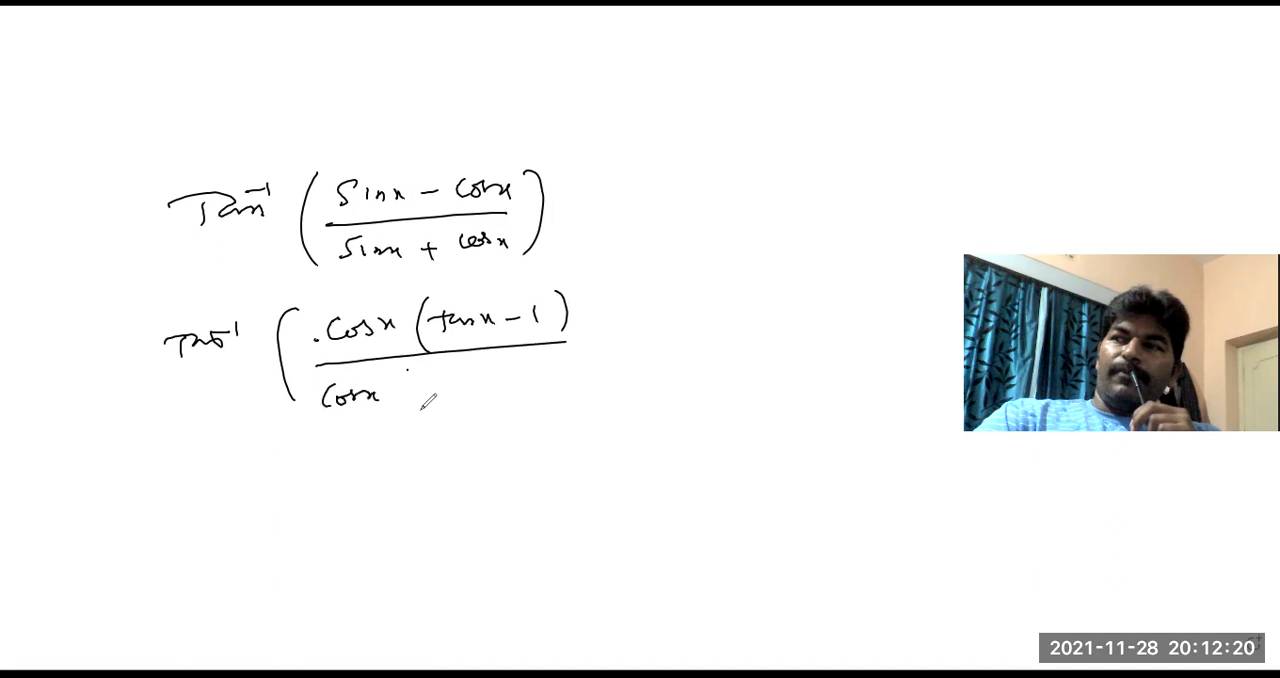 Tan⁻¹ ( sinx - cosx / sinx + cosx )
Tan⁻¹ ( cosx (tanx - 1) / cosx
2021-11-28 20:12:20